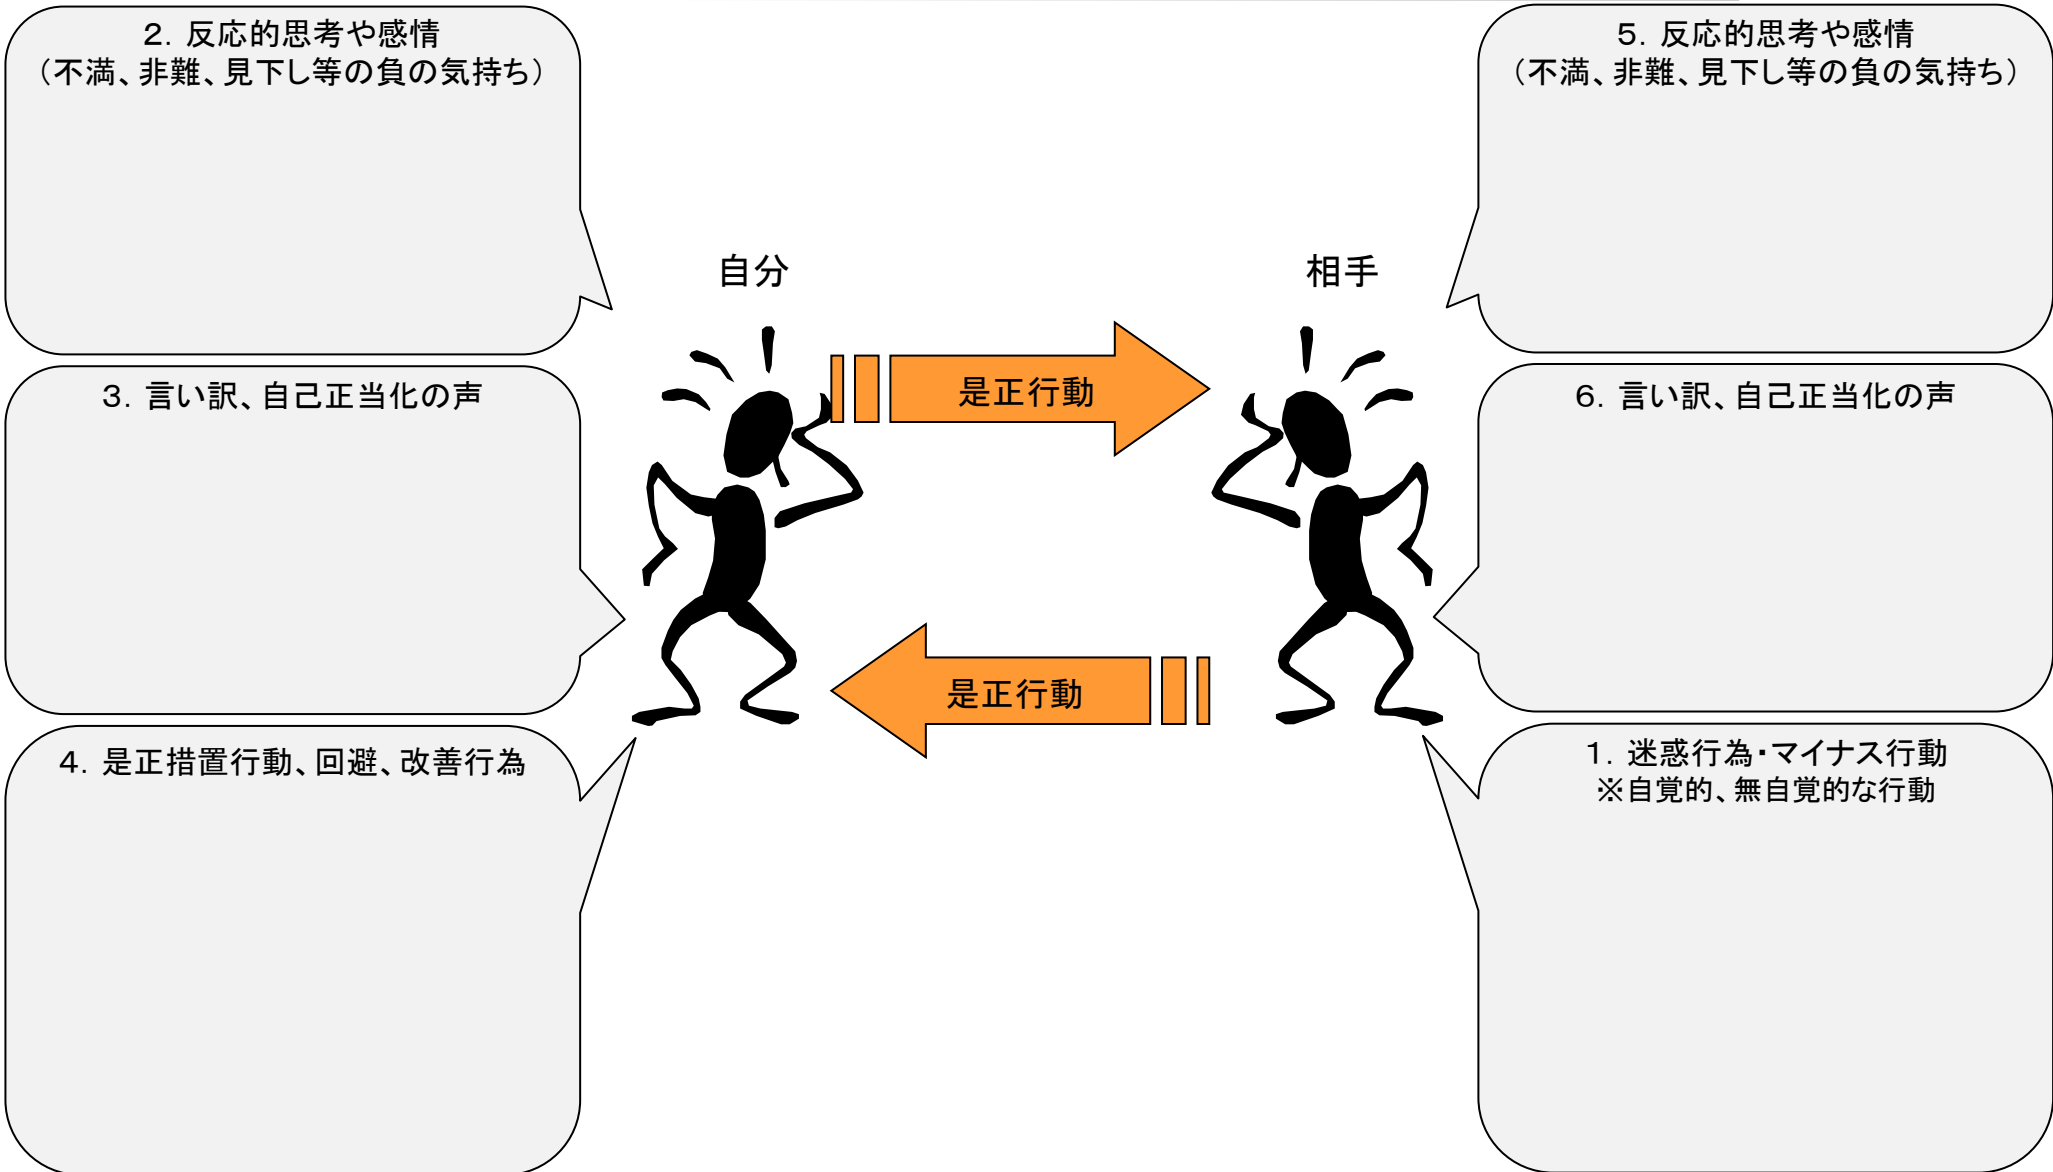 ２．反応的思考や感情
（不満、非難、見下し等の負の気持ち）
５．反応的思考や感情
（不満、非難、見下し等の負の気持ち）
自分
相手
是正行動
３．言い訳、自己正当化の声
６．言い訳、自己正当化の声
是正行動
４．是正措置行動、回避、改善行為
１．迷惑行為・マイナス行動
※自覚的、無自覚的な行動